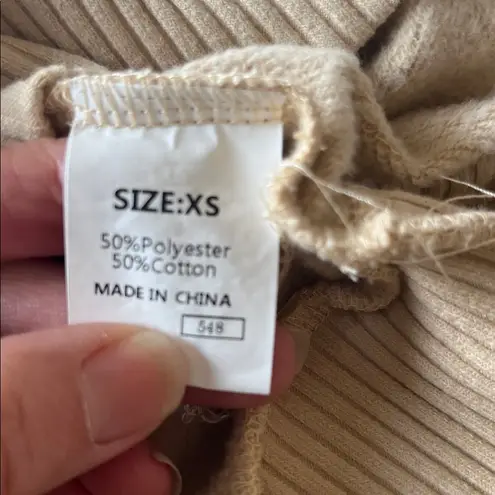 SIZE:XS
50%Polyester
50%Cotton
MADE IN CHINA
548